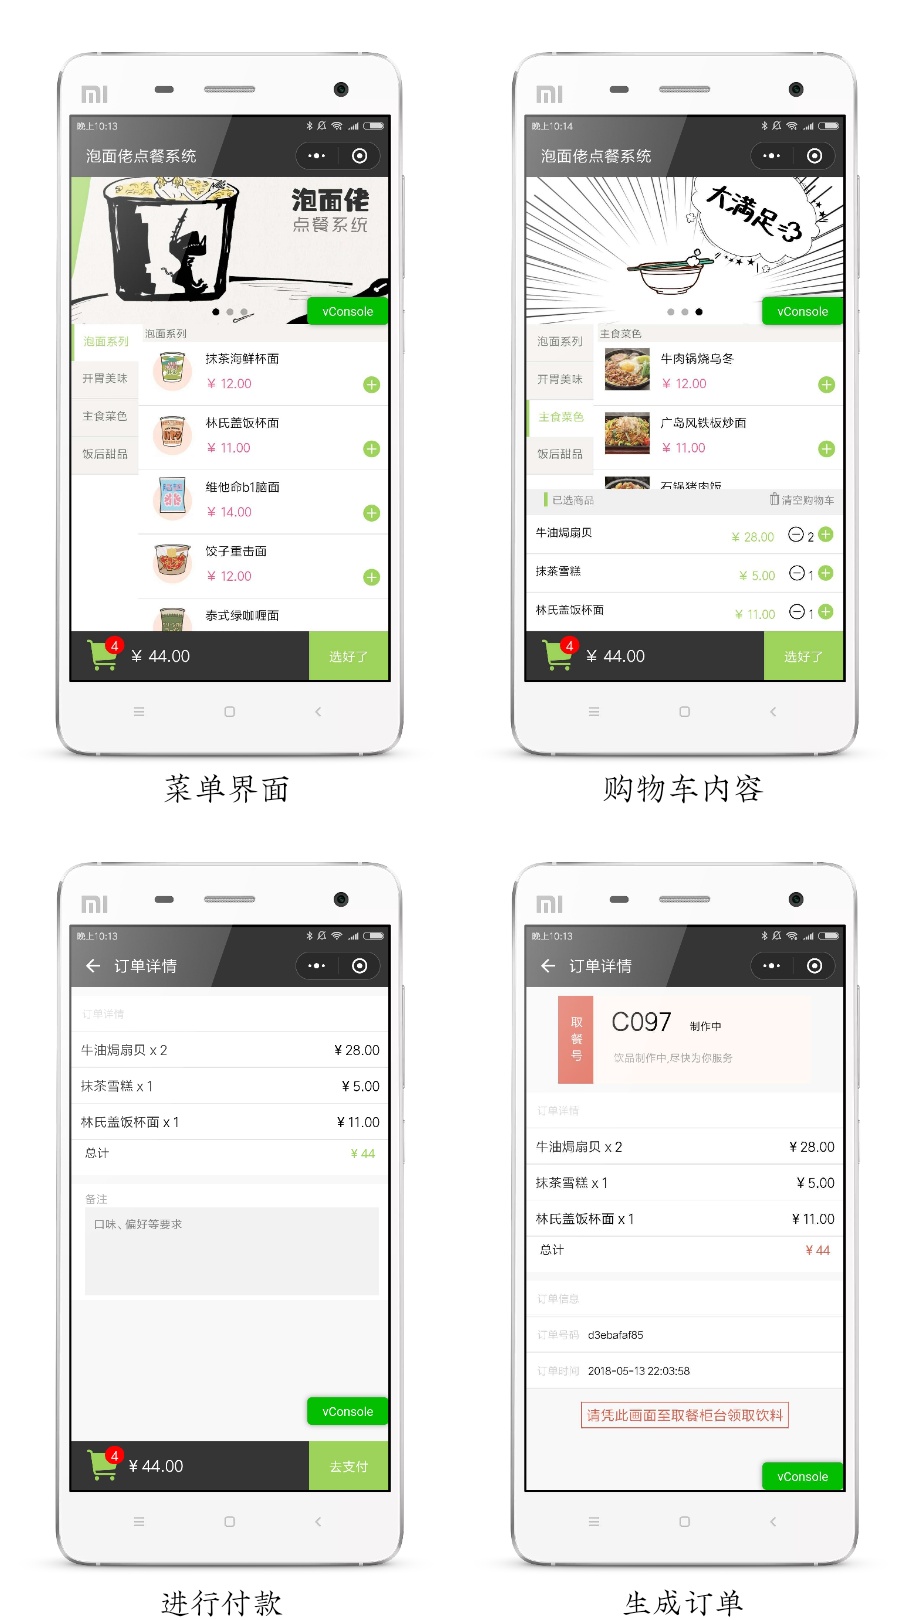 晚上10:13
泡面佬点餐系统
泡面佬
点餐系统
vConsole
泡面系列
开胃美味
主食菜色
饭后甜品
泡面系列
抹茶海鲜杯面
¥ 12.00
林氏盖饭杯面
¥ 11.00
维他命b1脑面
¥ 14.00
饺子重击面
¥ 12.00
泰式绿咖喱面
4
¥ 44.00
选好了
菜单界面
晚上10:14
泡面佬点餐系统
大满足
vConsole
泡面系列
开胃美味
主食菜色
饭后甜品
主食菜色
牛肉锅烧乌冬
¥ 12.00
广岛风铁板炒面
¥ 11.00
石锅猪肉饭
已选商品
清空购物车
牛油焗扇贝 ¥ 28.00 2
抹茶雪糕 ¥ 5.00 1
林氏盖饭杯面 ¥ 11.00 1
4
¥ 44.00
选好了
购物车内容
晚上10:13
订单详情
订单详情
牛油焗扇贝 x 2 ¥ 28.00
抹茶雪糕 x 1 ¥ 5.00
林氏盖饭杯面 x 1 ¥ 11.00
总计 ¥ 44
备注
口味、偏好等要求
vConsole
4
¥ 44.00
去支付
进行付款
晚上10:13
订单详情
取餐号
C097 制作中
饮品制作中,尽快为你服务
订单详情
牛油焗扇贝 x 2 ¥ 28.00
抹茶雪糕 x 1 ¥ 5.00
林氏盖饭杯面 x 1 ¥ 11.00
总计 ¥ 44
订单信息
订单号码 d3ebafaf85
订单时间 2018-05-13 22:03:58
请凭此画面至取餐柜台领取饮料
vConsole
生成订单